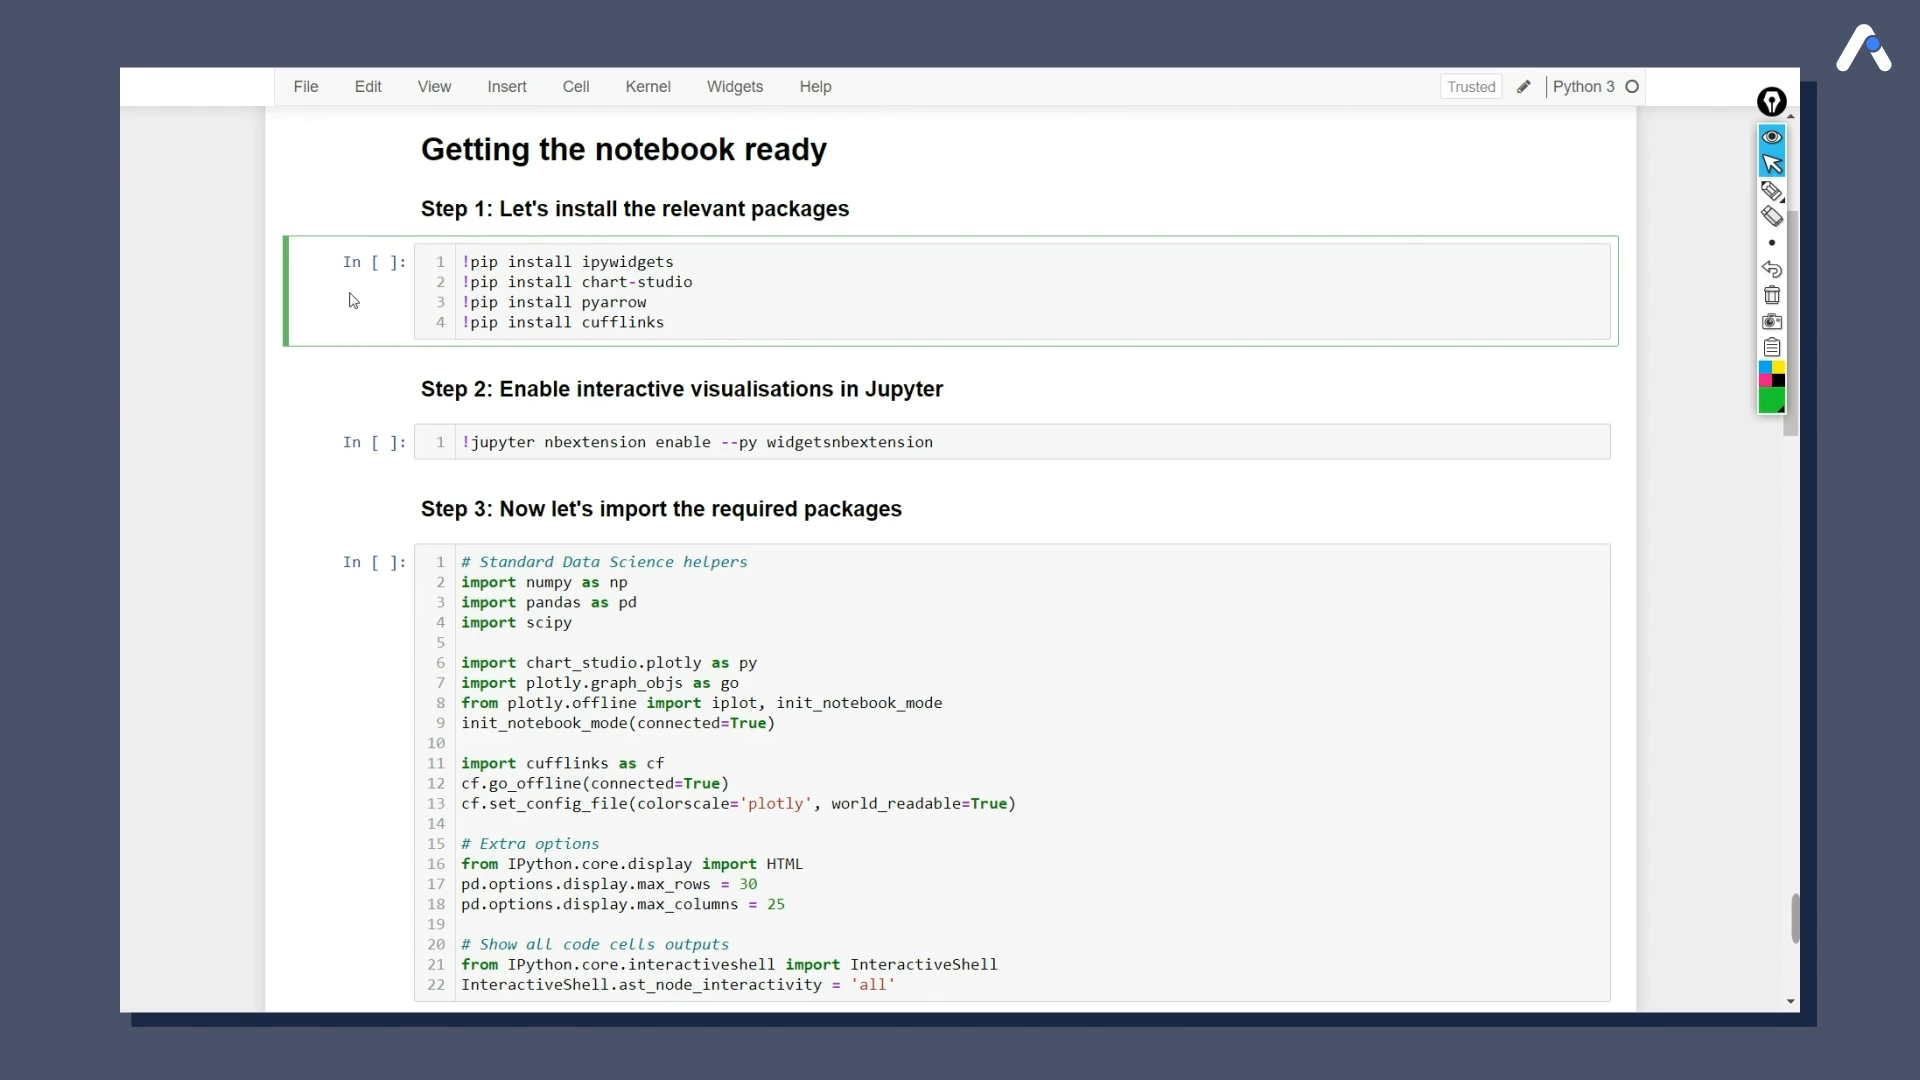 File Edit View Insert Cell Kernel Widgets Help Trusted Python 3
Getting the notebook ready
Step 1: Let's install the relevant packages
In [ ]:
1 !pip install ipywidgets
2 !pip install chart-studio
3 !pip install pyarrow
4 !pip install cufflinks
Step 2: Enable interactive visualisations in Jupyter
In [ ]:
1 !jupyter nbextension enable --py widgetsnbextension
Step 3: Now let's import the required packages
In [ ]:
1 # Standard Data Science helpers
2 import numpy as np
3 import pandas as pd
4 import scipy
5
6 import chart_studio.plotly as py
7 import plotly.graph_objs as go
8 from plotly.offline import iplot, init_notebook_mode
9 init_notebook_mode(connected=True)
10
11 import cufflinks as cf
12 cf.go_offline(connected=True)
13 cf.set_config_file(colorscale='plotly', world_readable=True)
14
15 # Extra options
16 from IPython.core.display import HTML
17 pd.options.display.max_rows = 30
18 pd.options.display.max_columns = 25
19
20 # Show all code cells outputs
21 from IPython.core.interactiveshell import InteractiveShell
22 InteractiveShell.ast_node_interactivity = 'all'